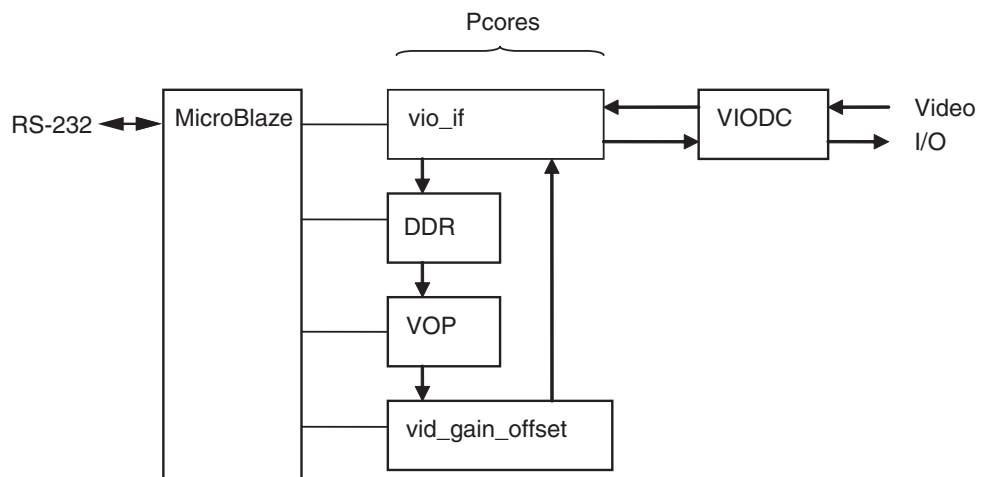 Pcores
RS-232
MicroBlaze
vio_if
VIODC
Video
I/O
DDR
VOP
vid_gain_offset